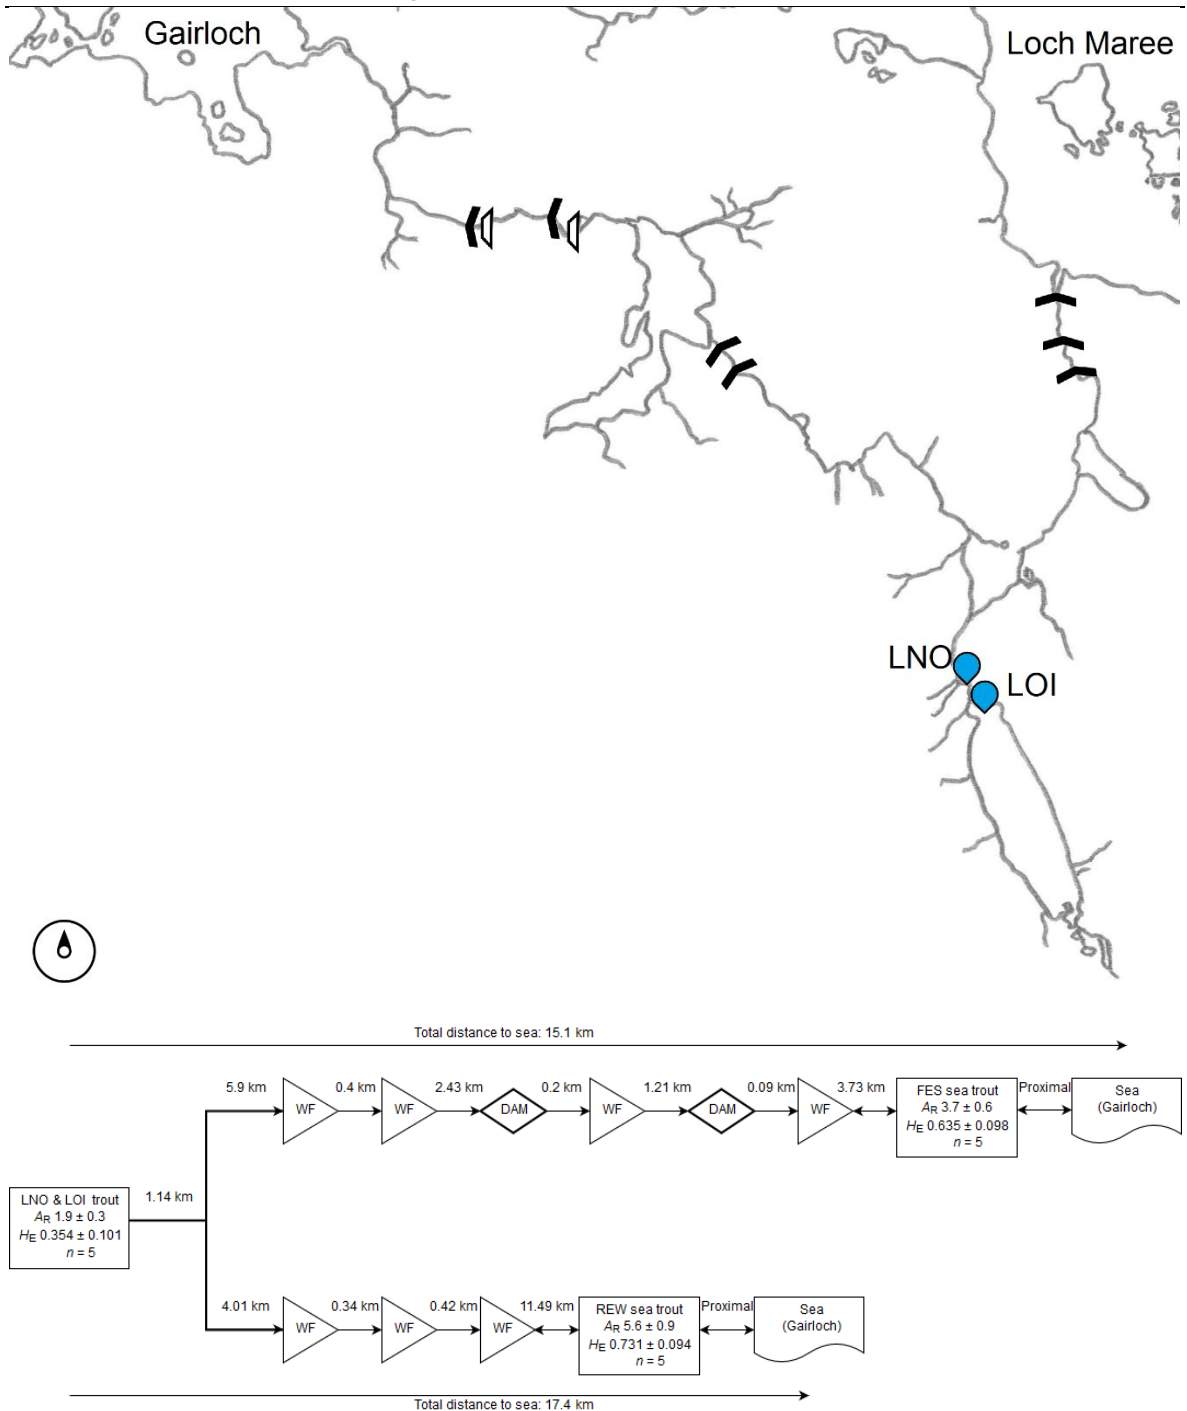 Gairloch
Loch Maree
LNO
LOI
Total distance to sea: 15.1 km
5.9 km
0.4 km
2.43 km
0.2 km
1.21 km
0.09 km
3.73 km
WF
WF
DAM
WF
DAM
WF
FES sea trout
AR 3.7 ± 0.6
HE 0.635 ± 0.098
n = 5
Proximal
Sea
(Gairloch)
LNO & LOI trout
AR 1.9 ± 0.3
HE 0.354 ± 0.101
n = 5
1.14 km
4.01 km
0.34 km
0.42 km
11.49 km
WF
WF
WF
REW sea trout
AR 5.6 ± 0.9
HE 0.731 ± 0.094
n = 5
Proximal
Sea
(Gairloch)
Total distance to sea: 17.4 km